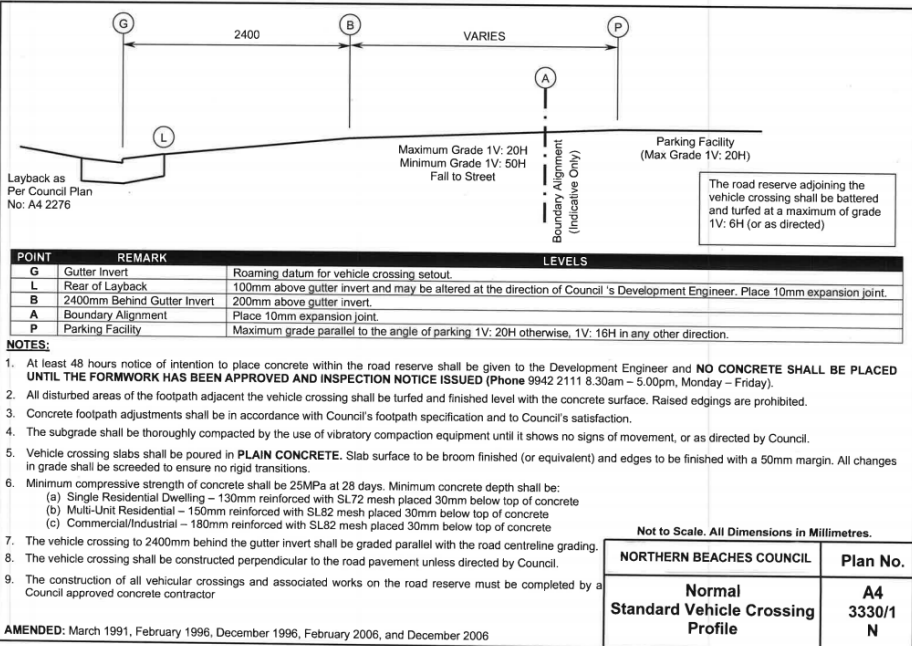 G
B
P
2400
VARIES
A
L
Maximum Grade 1V: 20H
Minimum Grade 1V: 50H
Fall to Street
Boundary Alignment
(Indicative Only)
Parking Facility
(Max Grade 1V: 20H)
Layback as
Per Council Plan
No: A4 2276
The road reserve adjoining the
vehicle crossing shall be battered
and turfed at a maximum of grade
1V: 6H (or as directed)
POINT REMARK LEVELS
G Gutter Invert Roaming datum for vehicle crossing setout.
L Rear of Layback 100mm above gutter invert and may be altered at the direction of Council 's Development Engineer. Place 10mm expansion joint.
B 2400mm Behind Gutter Invert 200mm above gutter invert.
A Boundary Alignment Place 10mm expansion joint.
P Parking Facility Maximum grade parallel to the angle of parking 1V: 20H otherwise, 1V: 16H in any other direction.
NOTES:
1. At least 48 hours notice of intention to place concrete within the road reserve shall be given to the Development Engineer and NO CONCRETE SHALL BE PLACED
UNTIL THE FORMWORK HAS BEEN APPROVED AND INSPECTION NOTICE ISSUED (Phone 9942 2111 8.30am – 5.00pm, Monday – Friday).
2. All disturbed areas of the footpath adjacent the vehicle crossing shall be turfed and finished level with the concrete surface. Raised edgings are prohibited.
3. Concrete footpath adjustments shall be in accordance with Council's footpath specification and to Council's satisfaction.
4. The subgrade shall be thoroughly compacted by the use of vibratory compaction equipment until it shows no signs of movement, or as directed by Council.
5. Vehicle crossing slabs shall be poured in PLAIN CONCRETE. Slab surface to be broom finished (or equivalent) and edges to be finished with a 50mm margin. All changes
in grade shall be screeded to ensure no rigid transitions.
6. Minimum compressive strength of concrete shall be 25MPa at 28 days. Minimum concrete depth shall be:
(a) Single Residential Dwelling – 130mm reinforced with SL72 mesh placed 30mm below top of concrete
(b) Multi-Unit Residential – 150mm reinforced with SL82 mesh placed 30mm below top of concrete
(c) Commercial/Industrial – 180mm reinforced with SL82 mesh placed 30mm below top of concrete
7. The vehicle crossing to 2400mm behind the gutter invert shall be graded parallel with the road centreline grading.
8. The vehicle crossing shall be constructed perpendicular to the road pavement unless directed by Council.
9. The construction of all vehicular crossings and associated works on the road reserve must be completed by a
Council approved concrete contractor
AMENDED: March 1991, February 1996, December 1996, February 2006, and December 2006
Not to Scale. All Dimensions in Millimetres.
NORTHERN BEACHES COUNCIL
Plan No.
Normal
Standard Vehicle Crossing
Profile
A4
3330/1
N